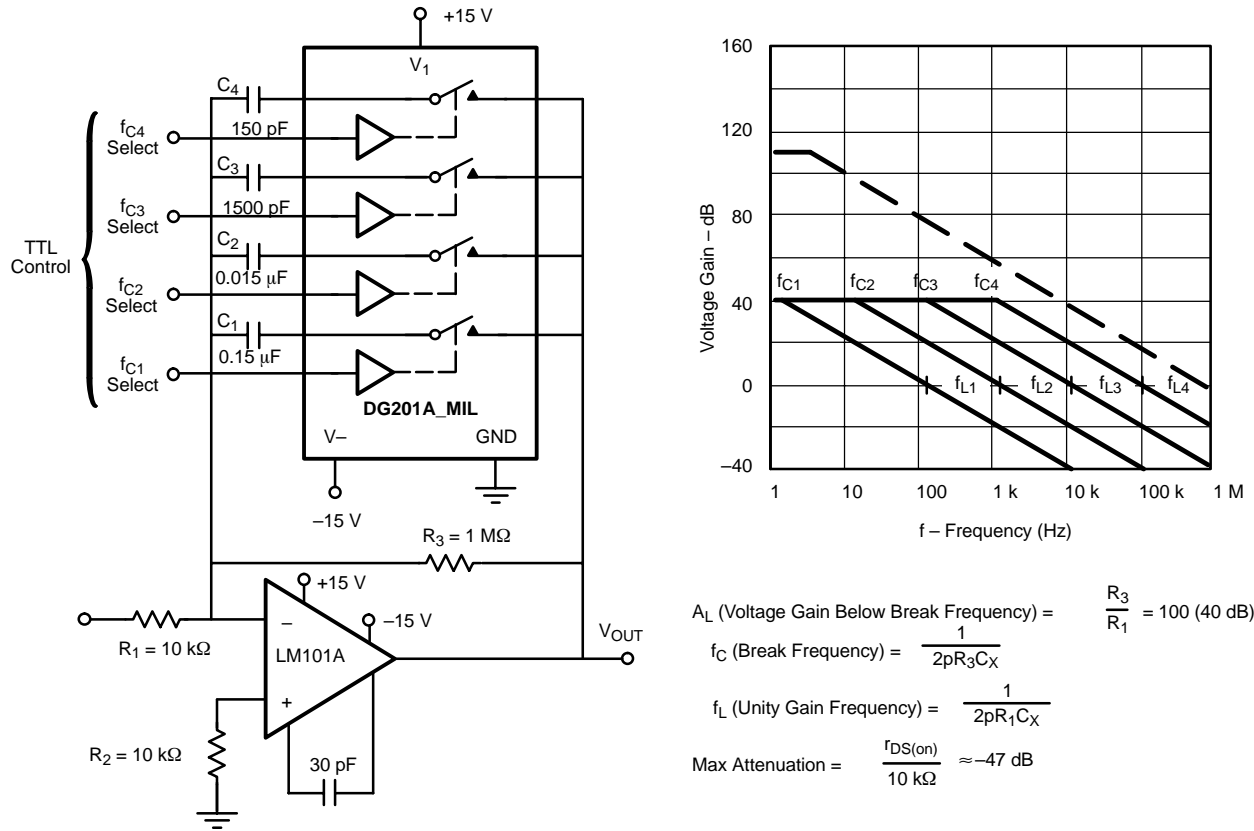 +15 V
V1
C4
150 pF
fC4
Select
C3
1500 pF
fC3
Select
TTL
Control
C2
0.015 µF
fC2
Select
C1
0.15 µF
fC1
Select
DG201A_MIL
V–
GND
–15 V
R3 = 1 MΩ
+15 V
–15 V
R1 = 10 kΩ
–
LM101A
+
VOUT
R2 = 10 kΩ
30 pF
Voltage Gain – dB
160
120
80
40
0
–40
fC1
fC2
fC3
fC4
fL1
fL2
fL3
fL4
1
10
100
1 k
10 k
100 k
1 M
f – Frequency (Hz)
AL (Voltage Gain Below Break Frequency) = R3 / R1 = 100 (40 dB)
fC (Break Frequency) = 1 / 2pR3CX
fL (Unity Gain Frequency) = 1 / 2pR1CX
Max Attenuation = rDS(on) / 10 kΩ ≈ –47 dB